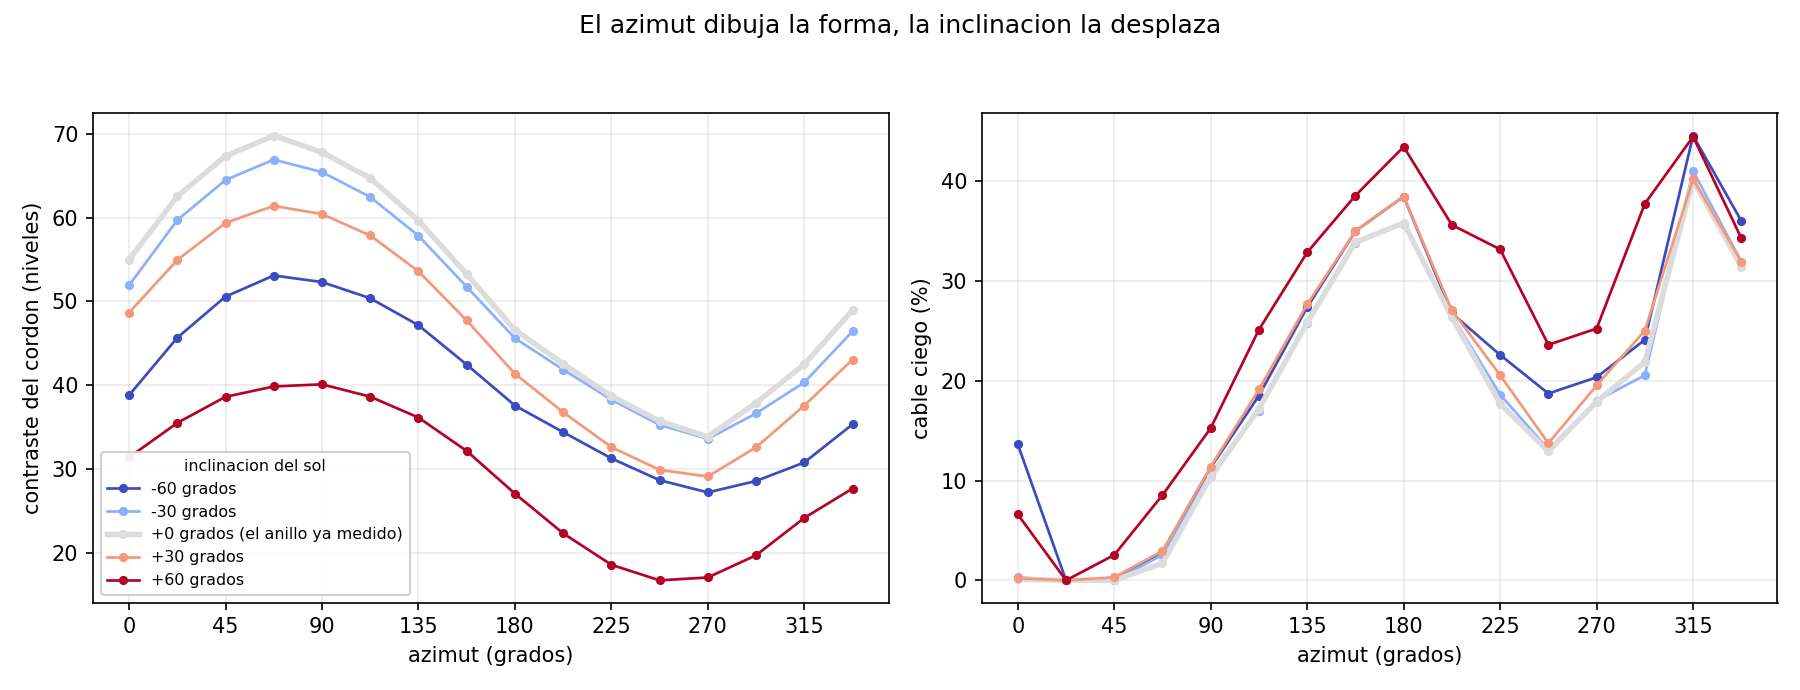 El azimut dibuja la forma, la inclinacion la desplaza
contraste del cordon (niveles)
70
60
50
40
30
20
inclinacion del sol
-60 grados
-30 grados
+0 grados (el anillo ya medido)
+30 grados
+60 grados
0 45 90 135 180 225 270 315
azimut (grados)
cable ciego (%)
40
30
20
10
0
0 45 90 135 180 225 270 315
azimut (grados)